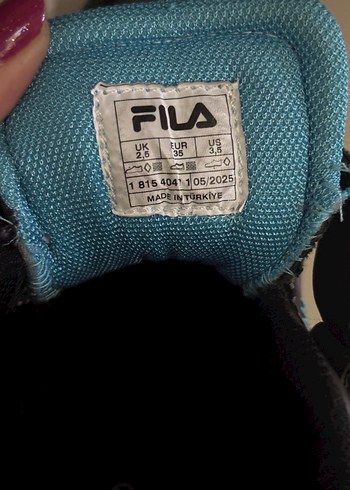 FILA
UK EUR US
2,5 35 3,5
1 815 4041 1 05/2025
MADE IN TÜRKİYE